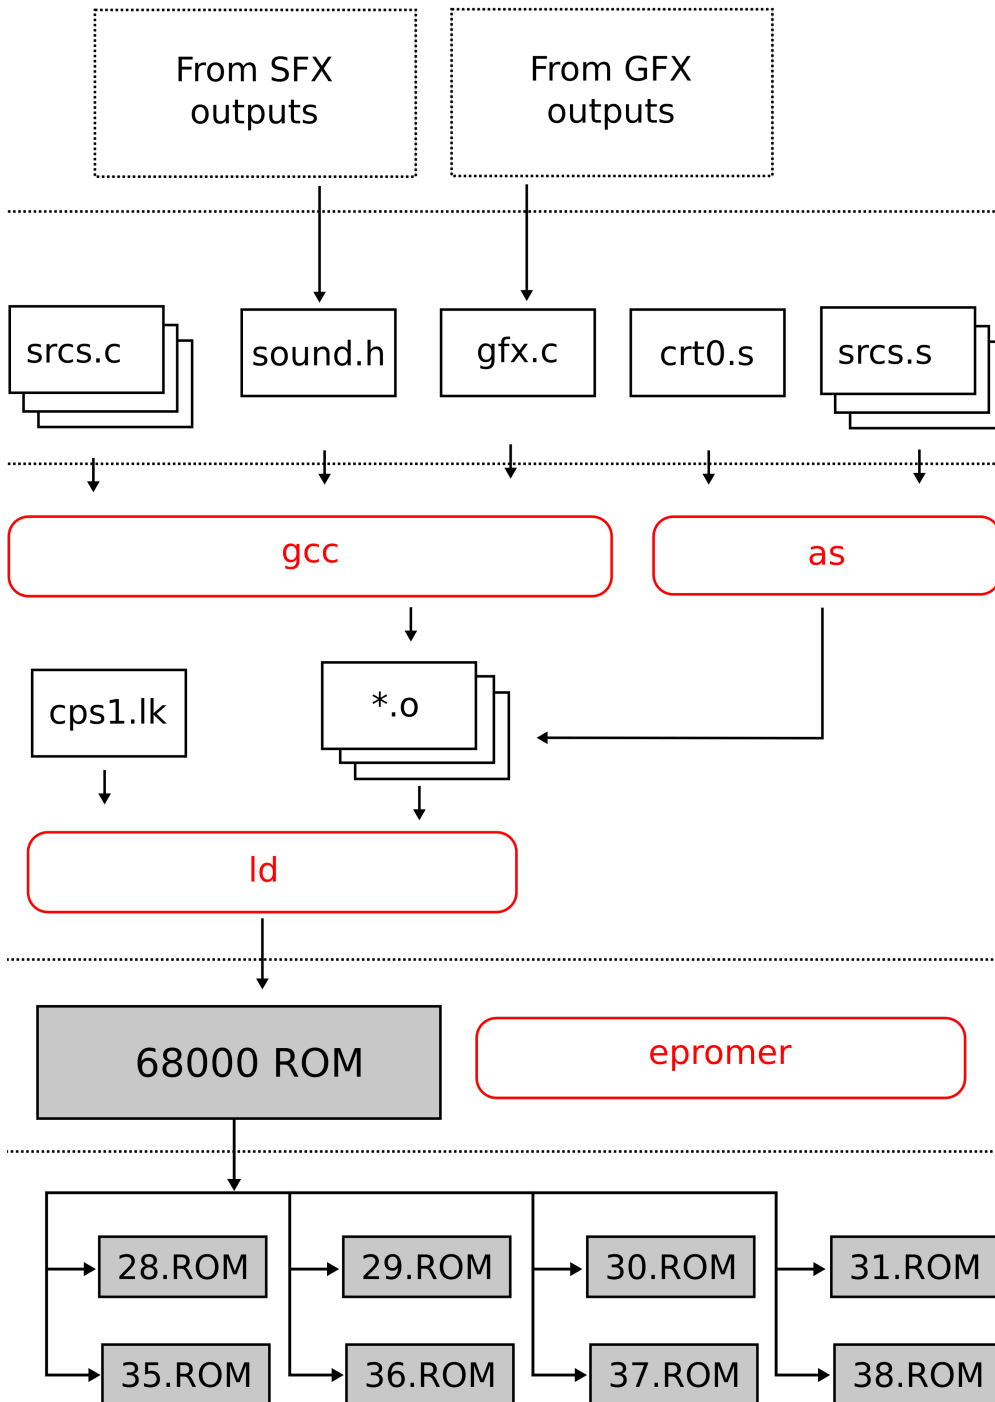 From SFX
outputs
From GFX
outputs
srcs.c
sound.h
gfx.c
crt0.s
srcs.s
gcc
as
cps1.lk
*.o
ld
68000 ROM
epromer
28.ROM
29.ROM
30.ROM
31.ROM
35.ROM
36.ROM
37.ROM
38.ROM